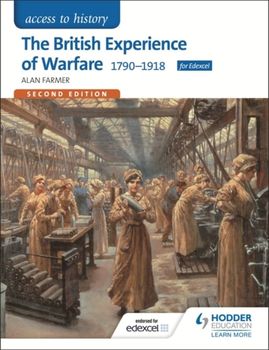 access to history
The British Experience
of Warfare 1790–1918 for Edexcel
ALAN FARMER
SECOND EDITION
endorsed for
edexcel
HODDER
EDUCATION
LEARN MORE